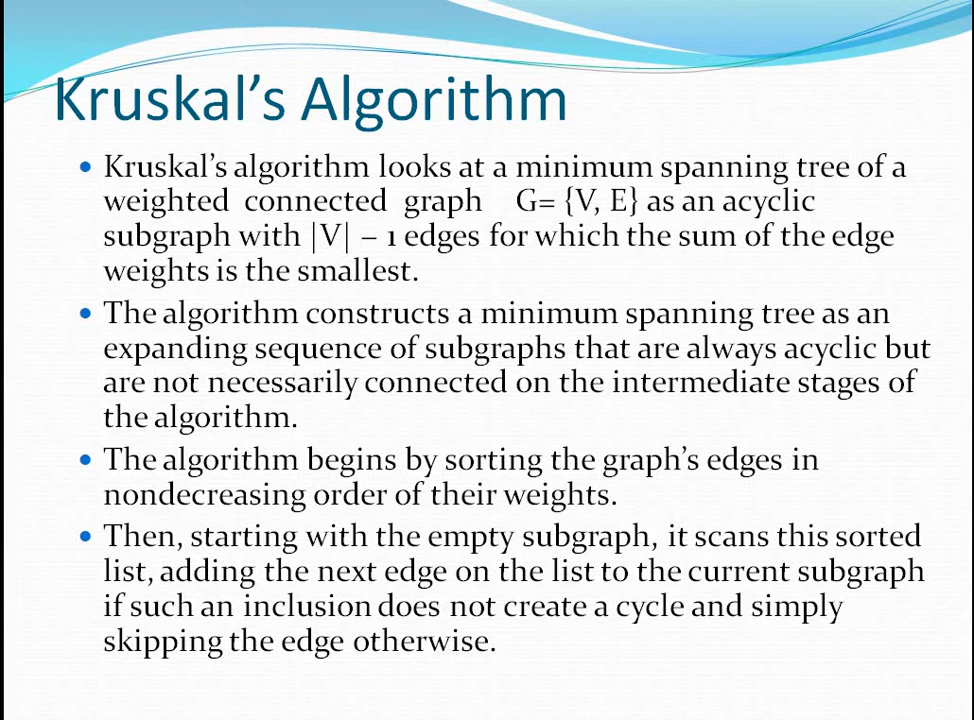 Kruskal's Algorithm
• Kruskal's algorithm looks at a minimum spanning tree of a
weighted connected graph G= {V, E} as an acyclic
subgraph with |V| – 1 edges for which the sum of the edge
weights is the smallest.
• The algorithm constructs a minimum spanning tree as an
expanding sequence of subgraphs that are always acyclic but
are not necessarily connected on the intermediate stages of
the algorithm.
• The algorithm begins by sorting the graph's edges in
nondecreasing order of their weights.
• Then, starting with the empty subgraph, it scans this sorted
list, adding the next edge on the list to the current subgraph
if such an inclusion does not create a cycle and simply
skipping the edge otherwise.